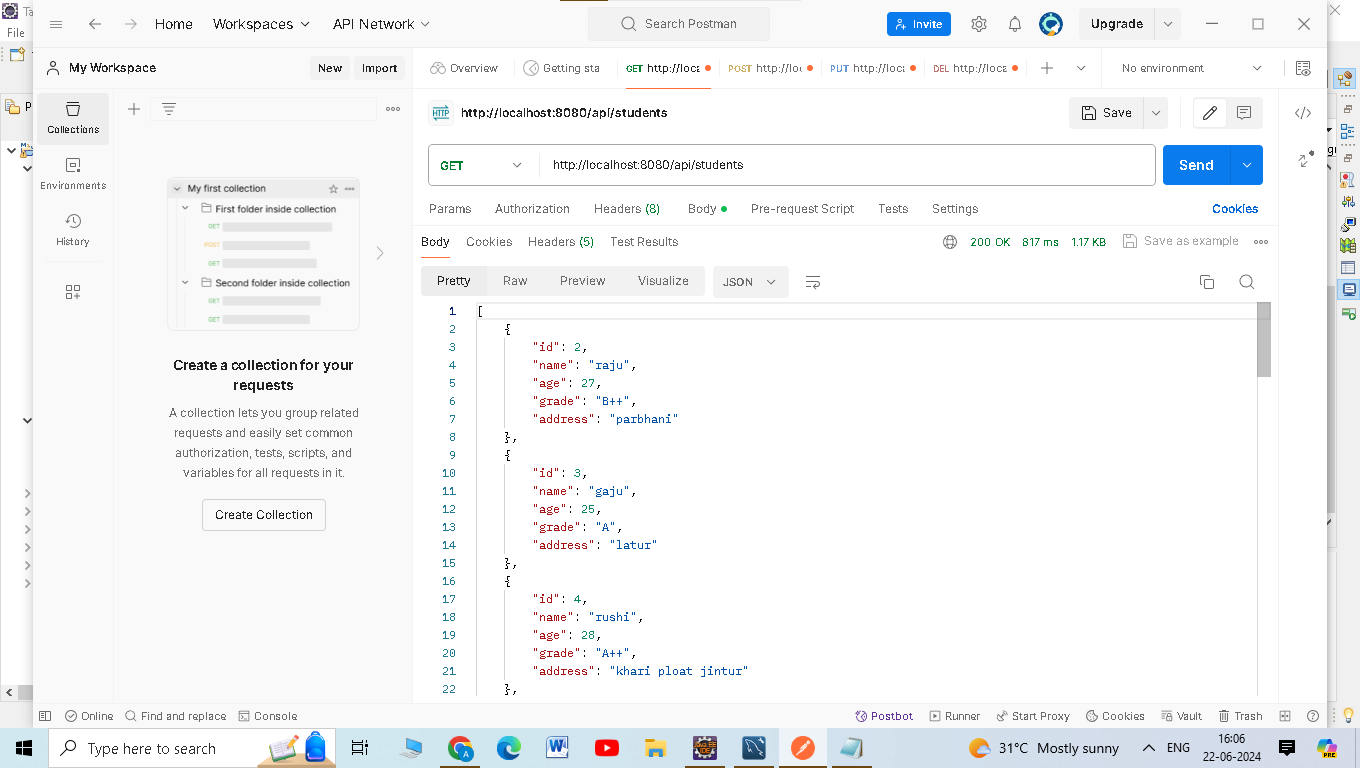 Ta
File
Home
Workspaces
API Network
Search Postman
Invite
Upgrade
My Workspace
New
Import
Overview
Getting sta
GET http://loca
POST http://loc
PUT http://loca
DEL http://loca
No environment
P
Collections
Environments
History
HTTP
http://localhost:8080/api/students
Save
GET
http://localhost:8080/api/students
Send
Params
Authorization
Headers (8)
Body
Pre-request Script
Tests
Settings
Cookies
Body
Cookies
Headers (5)
Test Results
200 OK
817 ms
1.17 KB
Save as example
Pretty
Raw
Preview
Visualize
JSON
My first collection
First folder inside collection
GET
POST
GET
Second folder inside collection
GET
GET
Create a collection for your
requests
A collection lets you group related
requests and easily set common
authorization, tests, scripts, and
variables for all requests in it.
Create Collection
1 [
2 {
3 "id": 2,
4 "name": "raju",
5 "age": 27,
6 "grade": "B++",
7 "address": "parbhani"
8 },
9 {
10 "id": 3,
11 "name": "gaju",
12 "age": 25,
13 "grade": "A",
14 "address": "latur"
15 },
16 {
17 "id": 4,
18 "name": "rushi",
19 "age": 28,
20 "grade": "A++",
21 "address": "khari ploat jintur"
22 },
Online
Find and replace
Console
Postbot
Runner
Start Proxy
Cookies
Vault
Trash
Type here to search
31°C Mostly sunny
ENG
16:06
22-06-2024
PRE